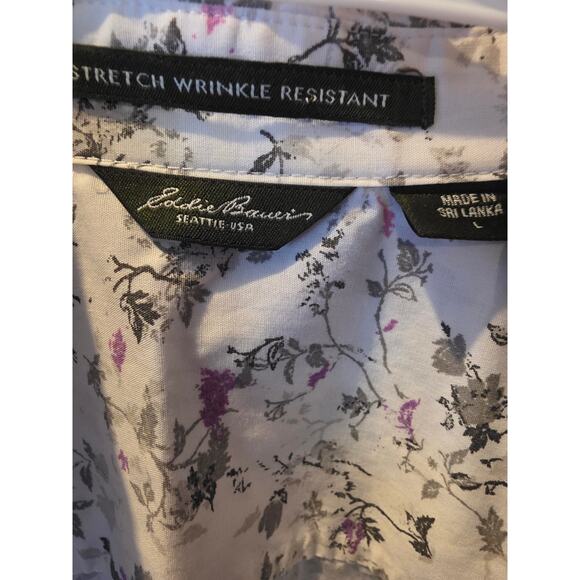 STRETCH WRINKLE RESISTANT
Eddie Bauer
SEATTLE·USA
MADE IN
SRI LANKA
L